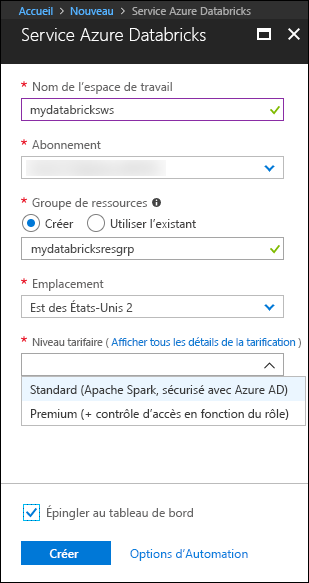 Accueil > Nouveau > Service Azure Databricks
Service Azure Databricks
* Nom de l'espace de travail
mydatabricksws
* Abonnement
* Groupe de ressources
Créer Utiliser l'existant
mydatabricksresgrp
* Emplacement
Est des États-Unis 2
* Niveau tarifaire ( Afficher tous les détails de la tarification )
Standard (Apache Spark, sécurisé avec Azure AD)
Premium (+ contrôle d'accès en fonction du rôle)
Épingler au tableau de bord
Créer Options d'Automation